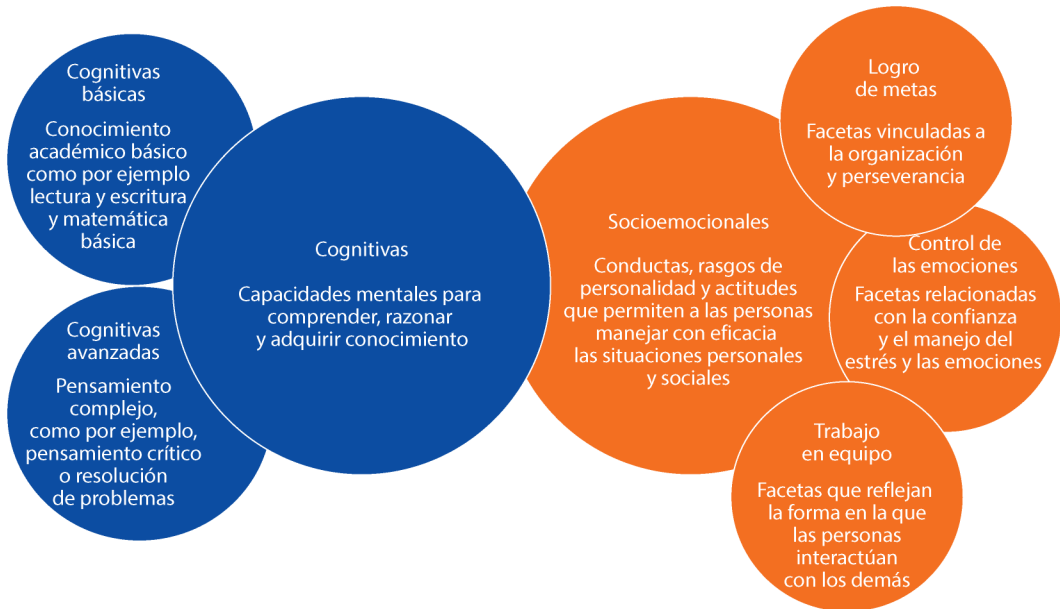 Cognitivas
básicas
Conocimiento
académico básico
como por ejemplo
lectura y escritura
y matemática
básica
Cognitivas
avanzadas
Pensamiento
complejo,
como por ejemplo,
pensamiento crítico
o resolución
de problemas
Cognitivas
Capacidades mentales para
comprender, razonar
y adquirir conocimiento
Socioemocionales
Conductas, rasgos de
personalidad y actitudes
que permiten a las personas
manejar con eficacia
las situaciones personales
y sociales
Logro
de metas
Facetas vinculadas a
la organización
y perseverancia
Control de
las emociones
Facetas relacionadas
con la confianza
y el manejo del
estrés y las emociones
Trabajo
en equipo
Facetas que reflejan
la forma en la que
las personas
interactúan
con los demás